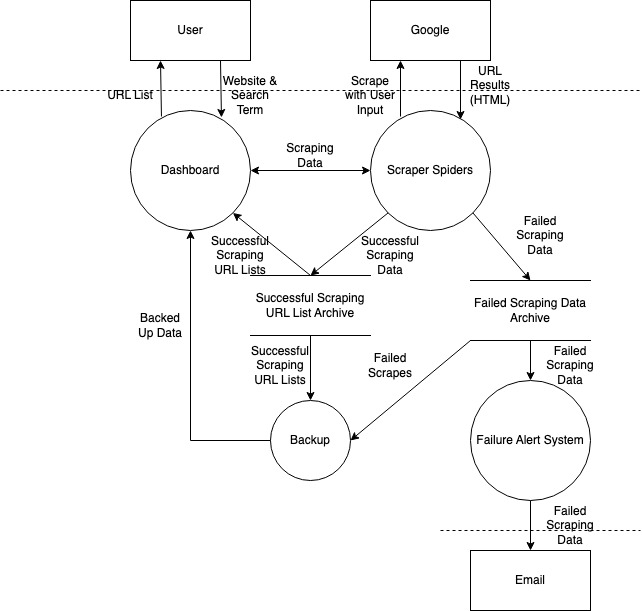 User
Google
URL List
Website &
Search
Term
Scrape
with User
Input
URL
Results
(HTML)
Dashboard
Scraping
Data
Scraper Spiders
Successful
Scraping
URL Lists
Successful
Scraping
Data
Failed
Scraping
Data
Successful Scraping
URL List Archive
Failed Scraping Data
Archive
Backed
Up Data
Successful
Scraping
URL Lists
Failed
Scrapes
Failed
Scraping
Data
Backup
Failure Alert System
Failed
Scraping
Data
Email